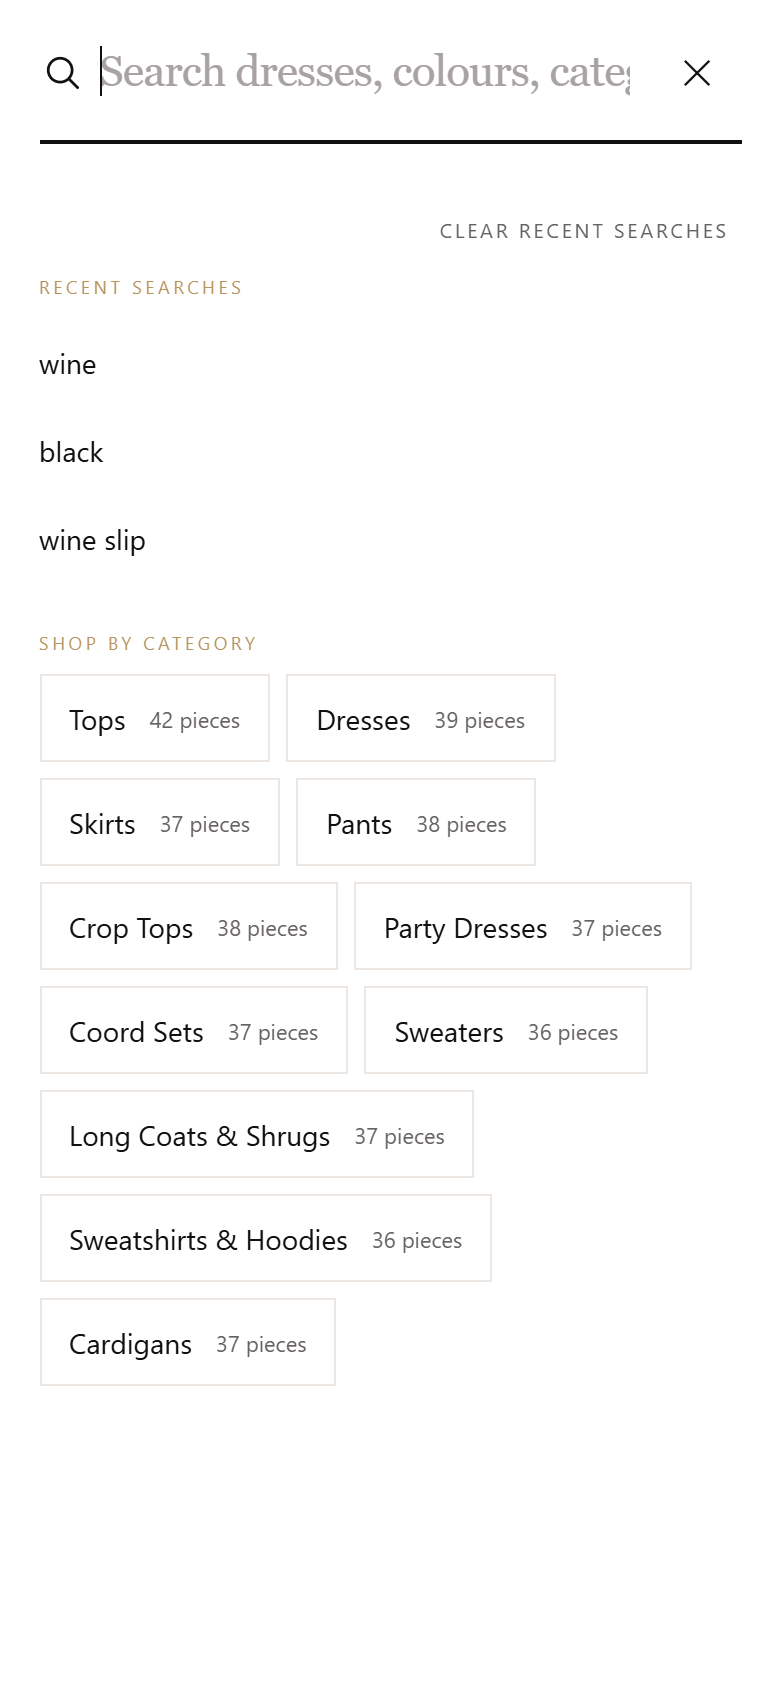 Search dresses, colours, categ
CLEAR RECENT SEARCHES
RECENT SEARCHES
wine
black
wine slip
SHOP BY CATEGORY
Tops 42 pieces Dresses 39 pieces
Skirts 37 pieces Pants 38 pieces
Crop Tops 38 pieces Party Dresses 37 pieces
Coord Sets 37 pieces Sweaters 36 pieces
Long Coats & Shrugs 37 pieces
Sweatshirts & Hoodies 36 pieces
Cardigans 37 pieces